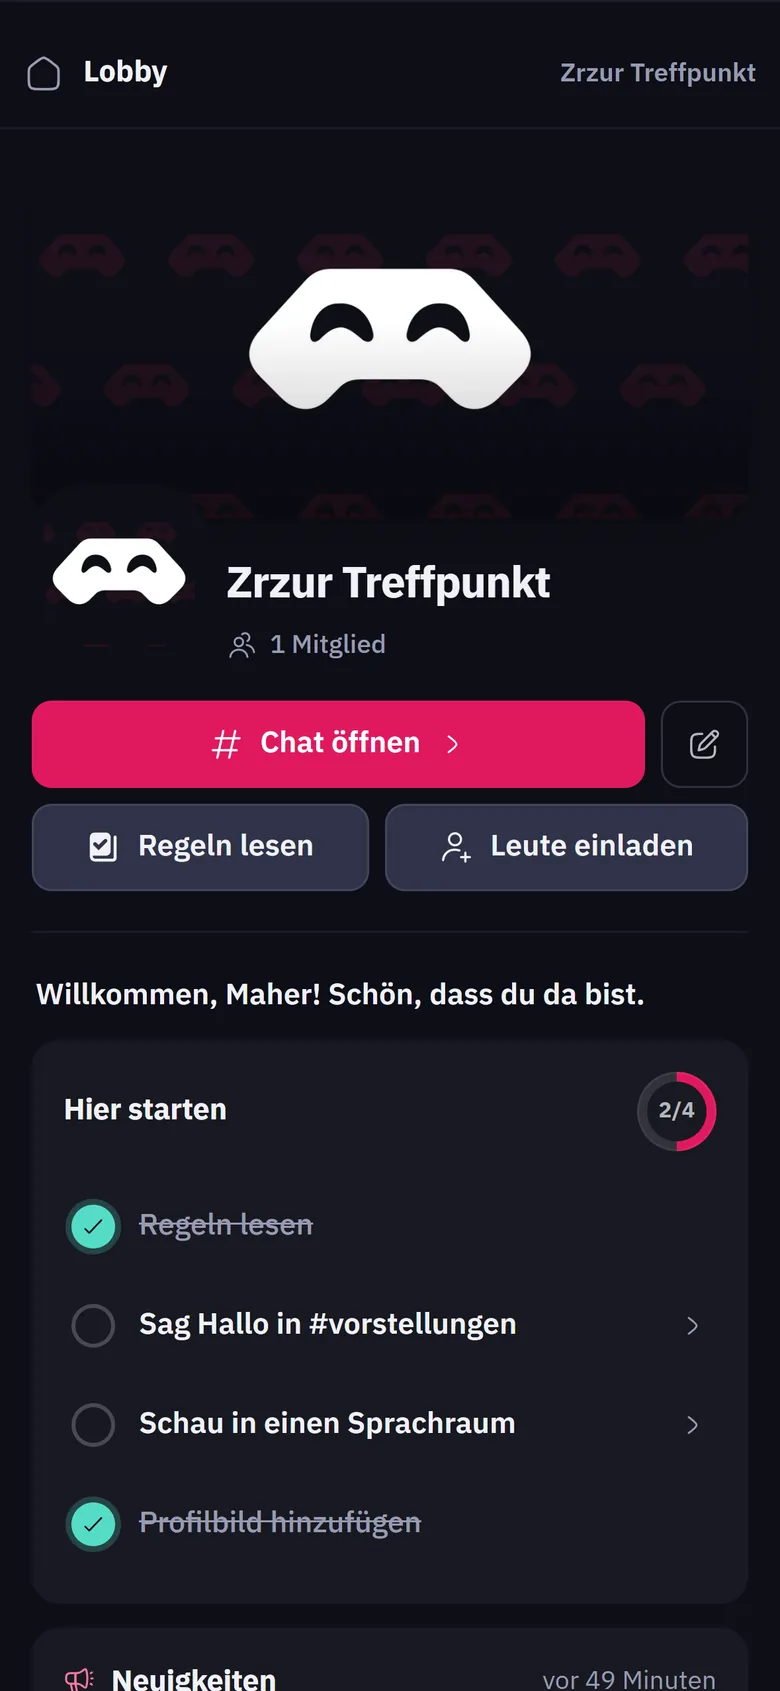 Lobby
Zrzur Treffpunkt
Zrzur Treffpunkt
1 Mitglied
Chat öffnen
Regeln lesen
Leute einladen
Willkommen, Maher! Schön, dass du da bist.
Hier starten
2/4
Regeln lesen
Sag Hallo in #vorstellungen
Schau in einen Sprachraum
Profilbild hinzufügen
Neuigkeiten
vor 49 Minuten